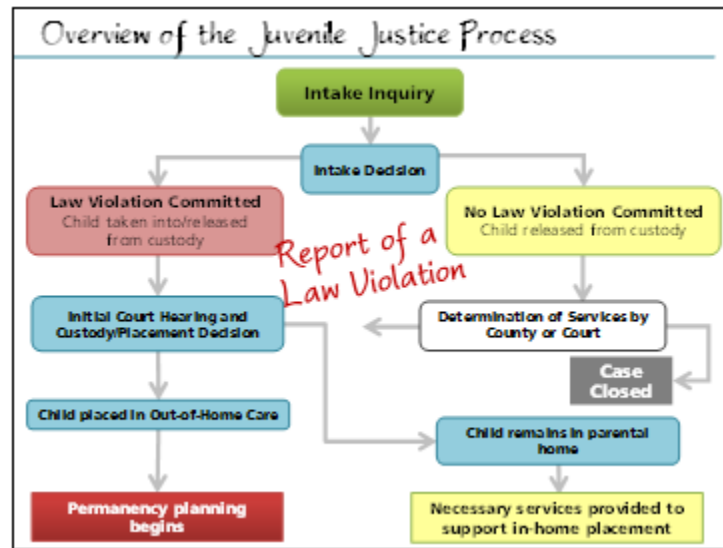 Overview of the Juvenile Justice Process
Intake Inquiry
Intake Decision
Law Violation Committed
Child taken into/released
from custody
No Law Violation Committed
Child released from custody
Report of a
Law Violation
Initial Court Hearing and
Custody/Placement Decision
Determination of Services by
County or Court
Case
Closed
Child placed in Out-of-Home Care
Child remains in parental
home
Permanency planning
begins
Necessary services provided to
support in-home placement